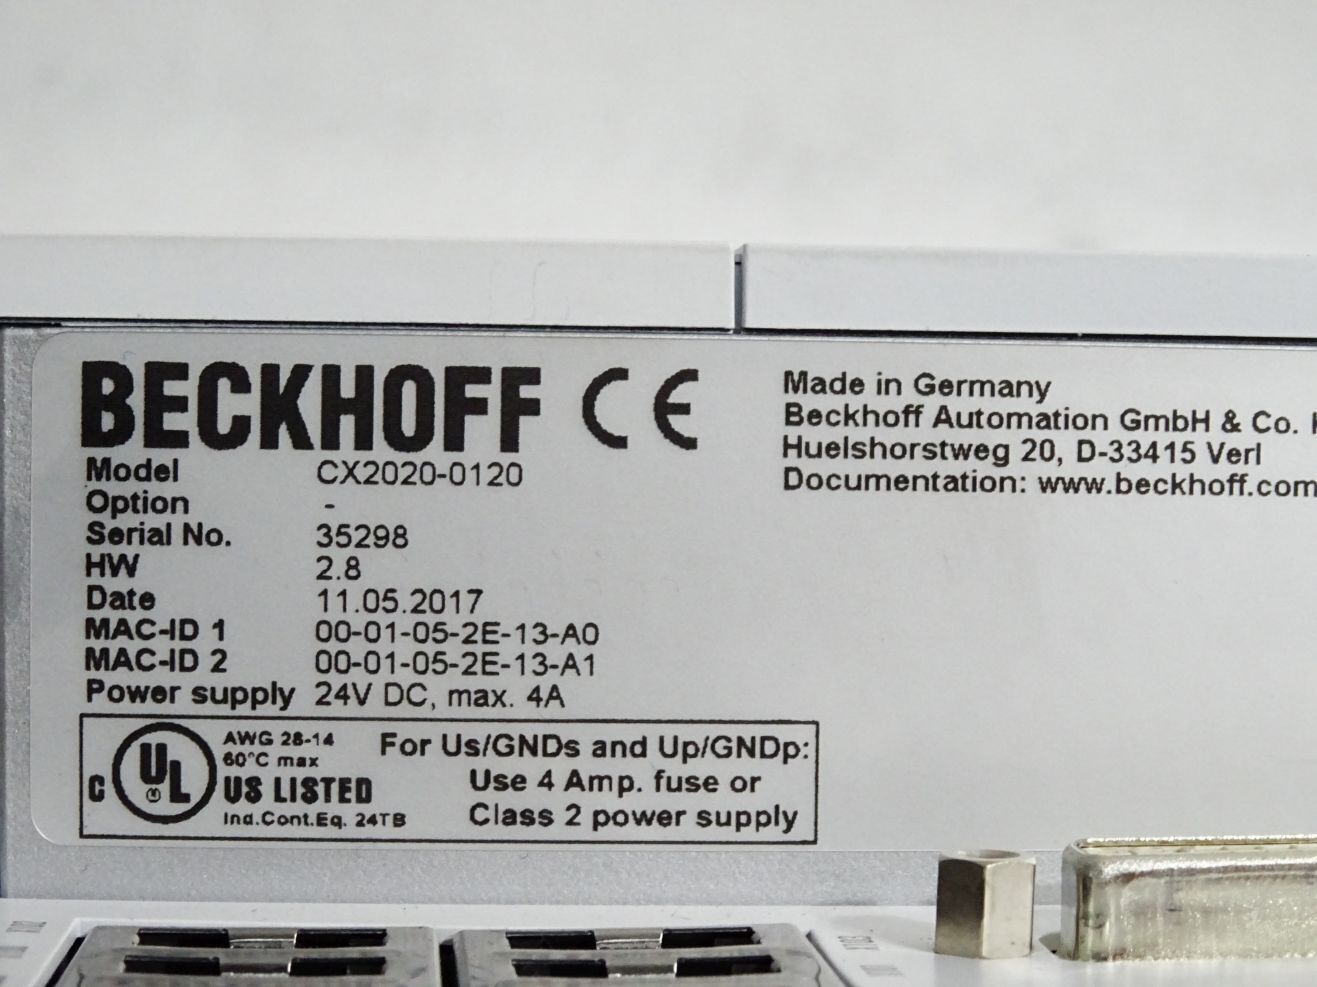 BECKHOFF CE
Model CX2020-0120
Option -
Serial No. 35298
HW 2.8
Date 11.05.2017
MAC-ID 1 00-01-05-2E-13-A0
MAC-ID 2 00-01-05-2E-13-A1
Power supply 24V DC, max. 4A
Made in Germany
Beckhoff Automation GmbH & Co.
Huelshorstweg 20, D-33415 Verl
Documentation: www.beckhoff.com
C UL US LISTED
AWG 28-14
60°C max
Ind.Cont.Eq. 24TB
For Us/GNDs and Up/GNDp:
Use 4 Amp. fuse or
Class 2 power supply